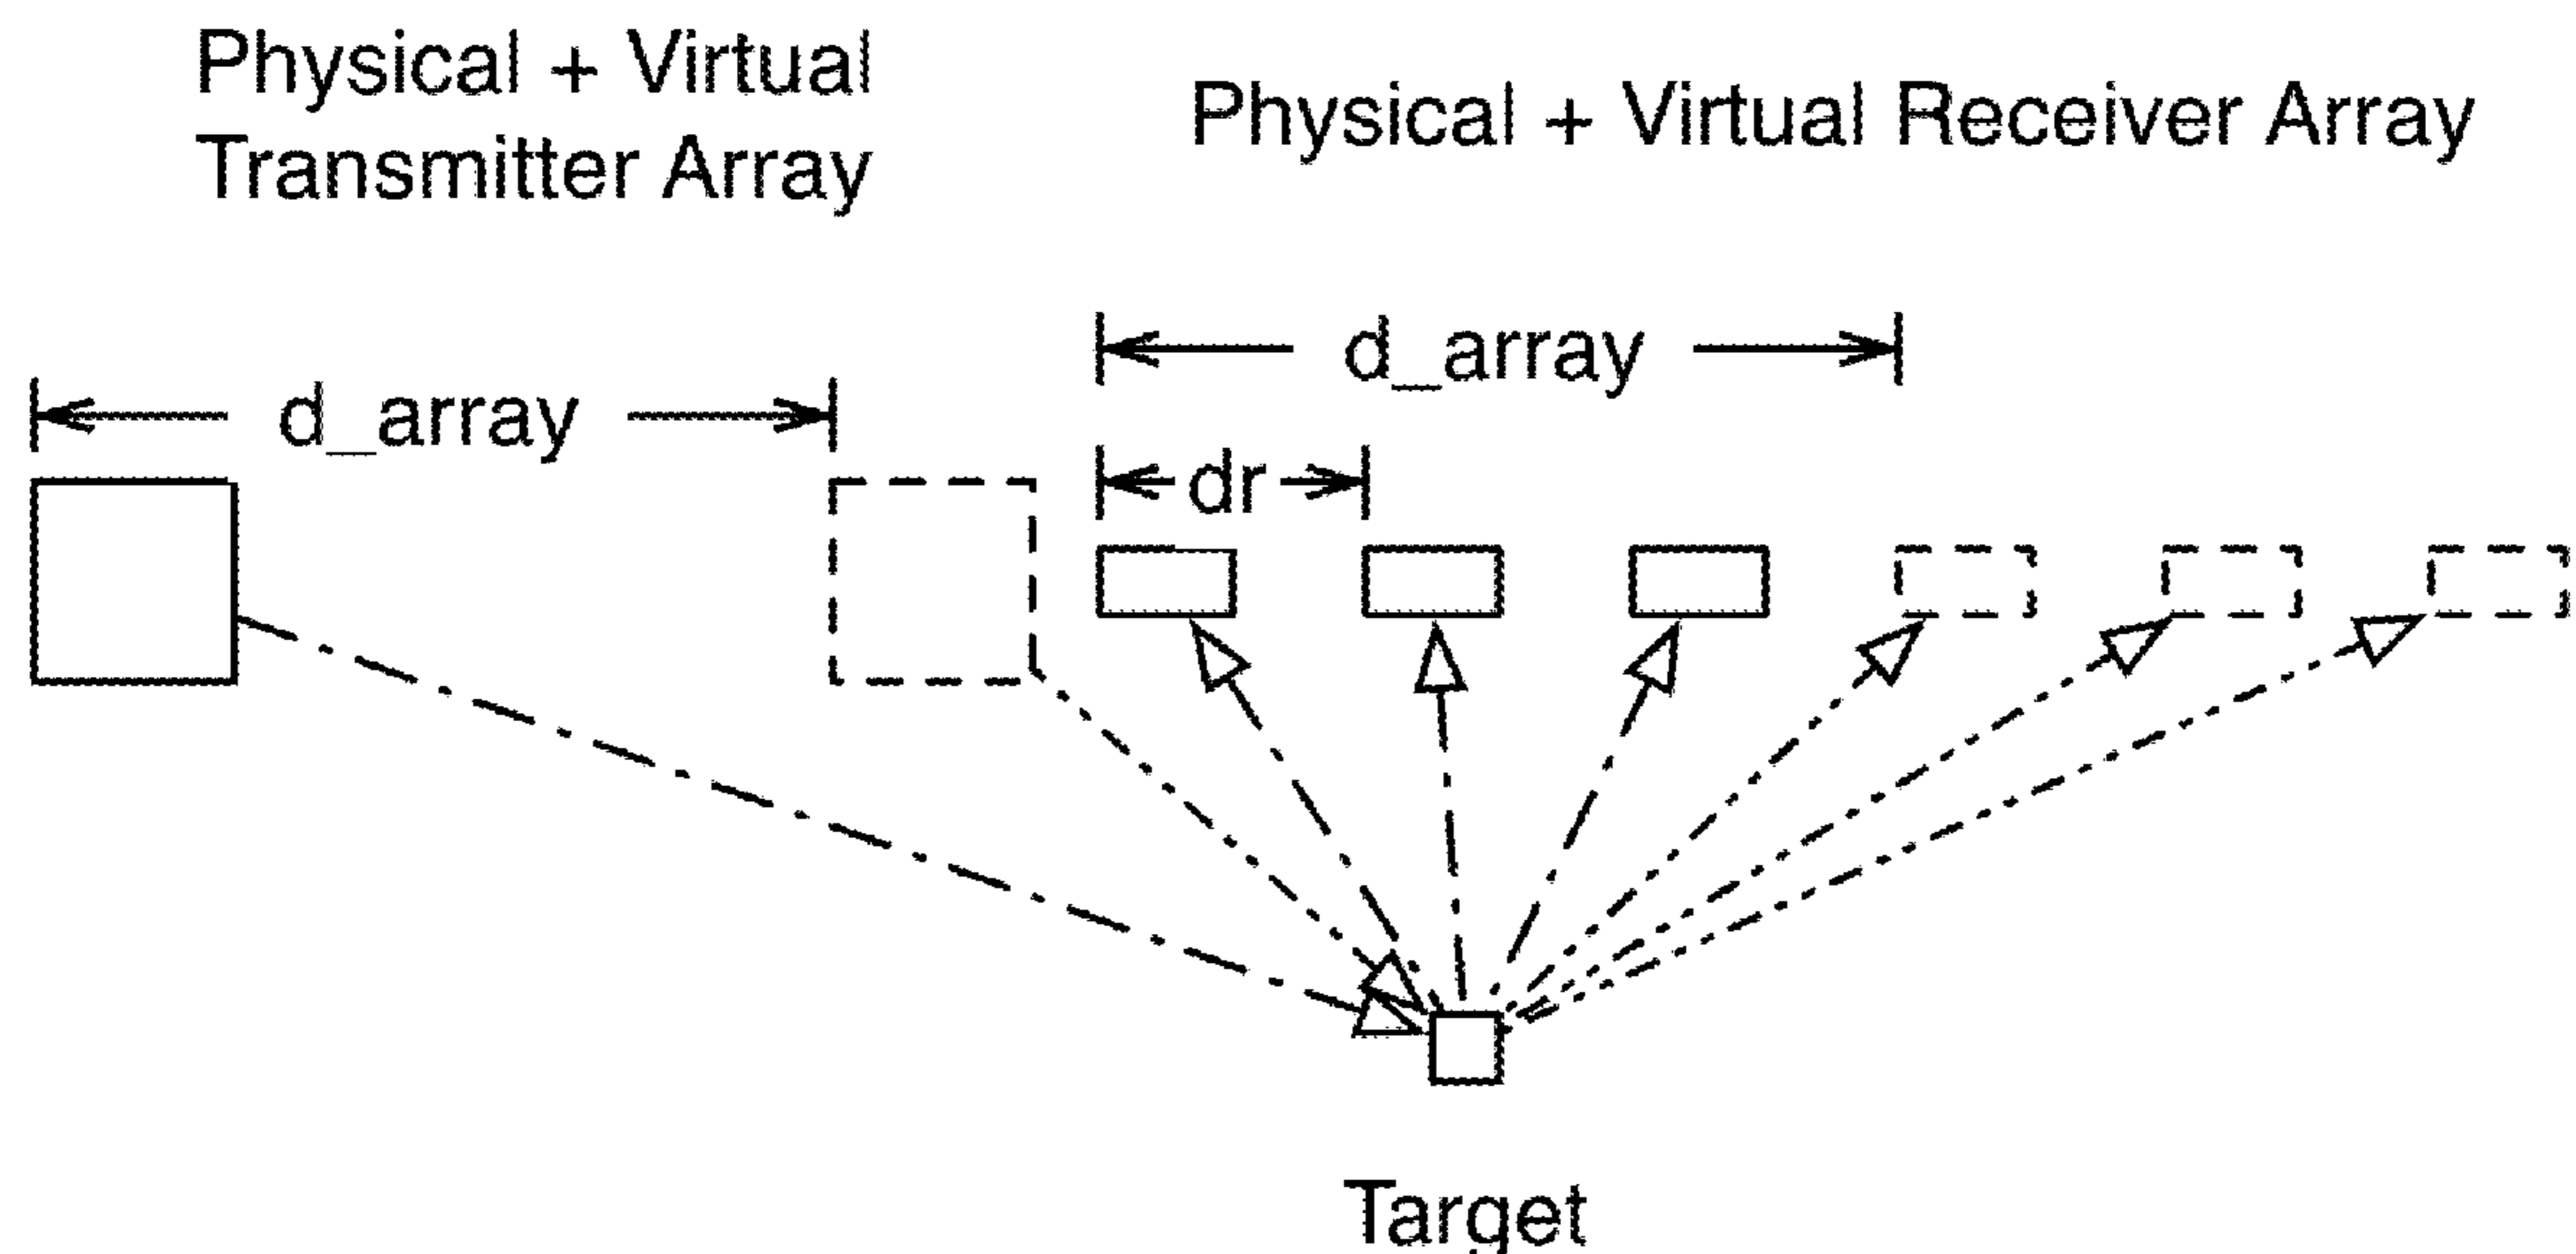 Physical + Virtual
Transmitter Array
Physical + Virtual Receiver Array
d_array
d_array
dr
Target